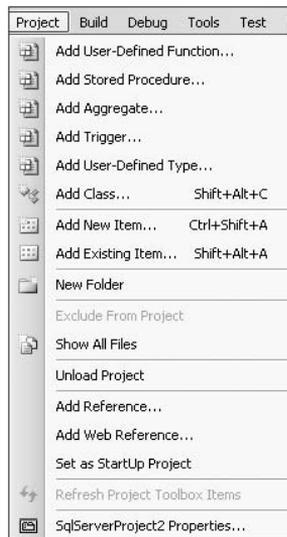 Project Build Debug Tools Test
Add User-Defined Function...
Add Stored Procedure...
Add Aggregate...
Add Trigger...
Add User-Defined Type...
Add Class... Shift+Alt+C
Add New Item... Ctrl+Shift+A
Add Existing Item... Shift+Alt+A
New Folder
Exclude From Project
Show All Files
Unload Project
Add Reference...
Add Web Reference...
Set as StartUp Project
Refresh Project Toolbox Items
SqlServerProject2 Properties...